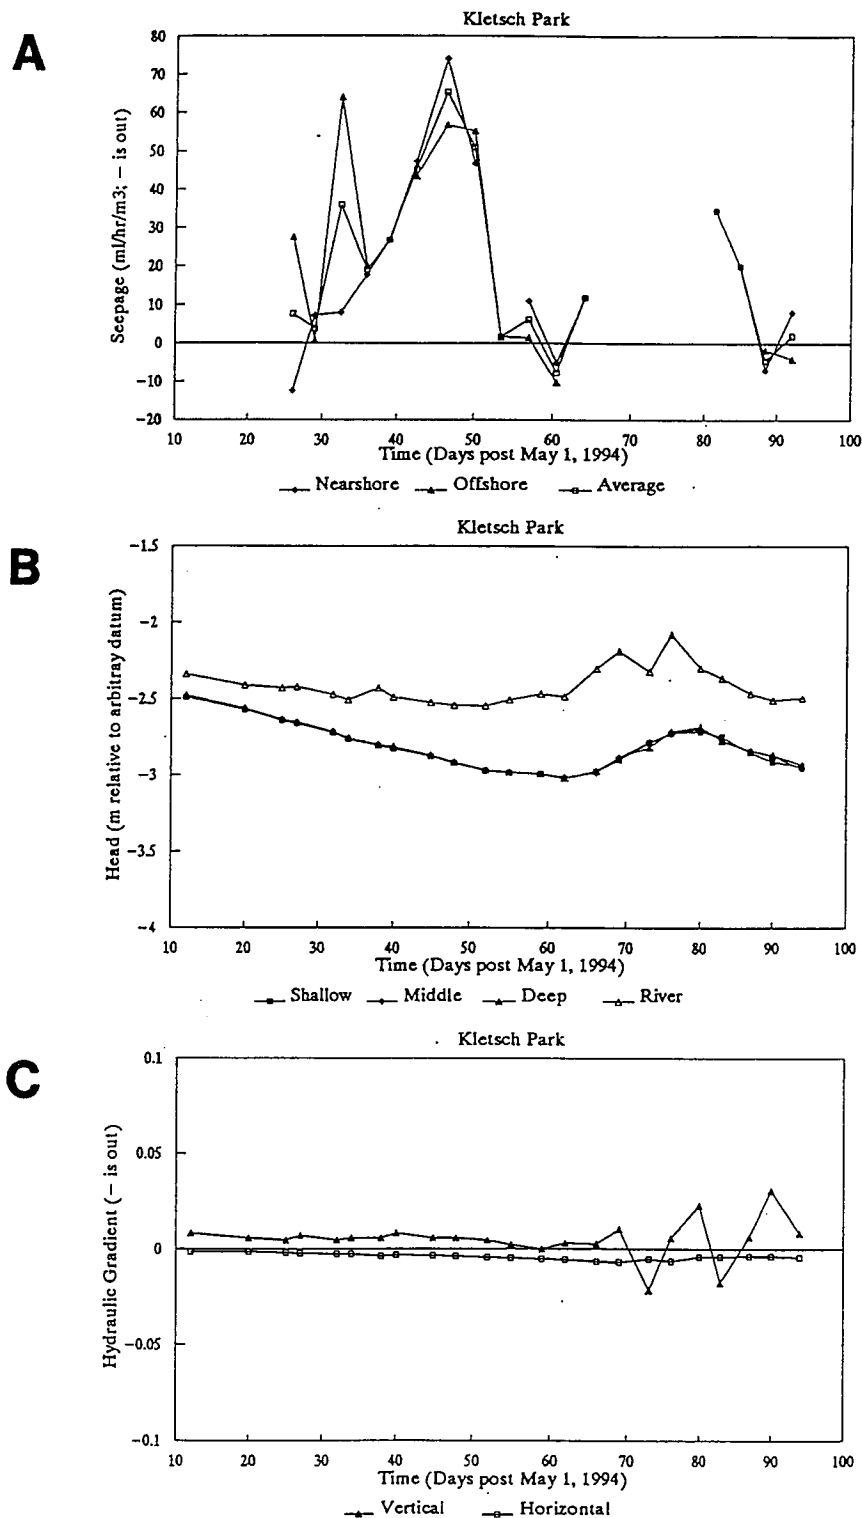 A
Kletsch Park
Seepage (ml/hr/m3; – is out)
80
70
60
50
40
30
20
10
0
–10
–20
10 20 30 40 50 60 70 80 90 100
Time (Days post May 1, 1994)
Nearshore Offshore Average
B
Kletsch Park
Head (m relative to arbitray datum)
–1.5
–2
–2.5
–3
–3.5
–4
10 20 30 40 50 60 70 80 90 100
Time (Days post May 1, 1994)
Shallow Middle Deep River
C
Kletsch Park
Hydraulic Gradient (– is out)
0.1
0.05
0
–0.05
–0.1
10 20 30 40 50 60 70 80 90 100
Time (Days post May 1, 1994)
Vertical Horizontal